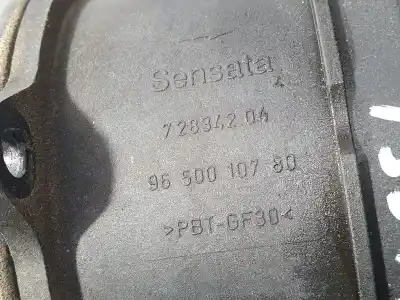 Sensata
728342 04
96 500 107 80
>PBT-GF30<